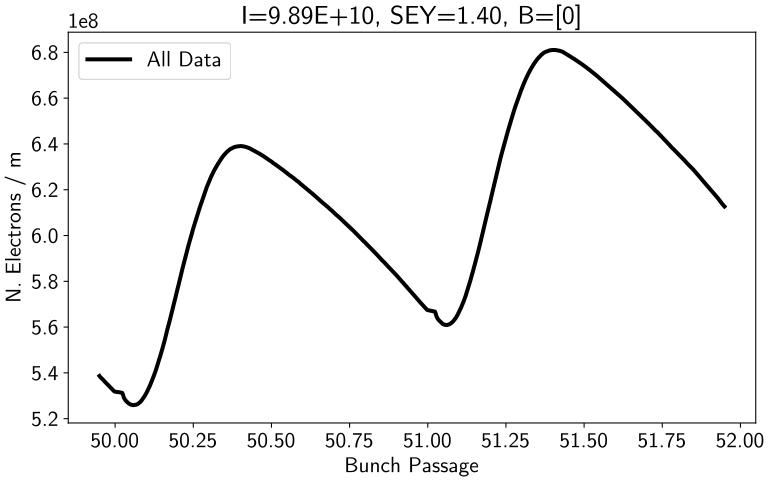 I=9.89E+10, SEY=1.40, B=[0]
1e8
All Data
6.8
6.6
6.4
6.2
6.0
5.8
5.6
5.4
5.2
N. Electrons / m
50.00 50.25 50.50 50.75 51.00 51.25 51.50 51.75 52.00
Bunch Passage